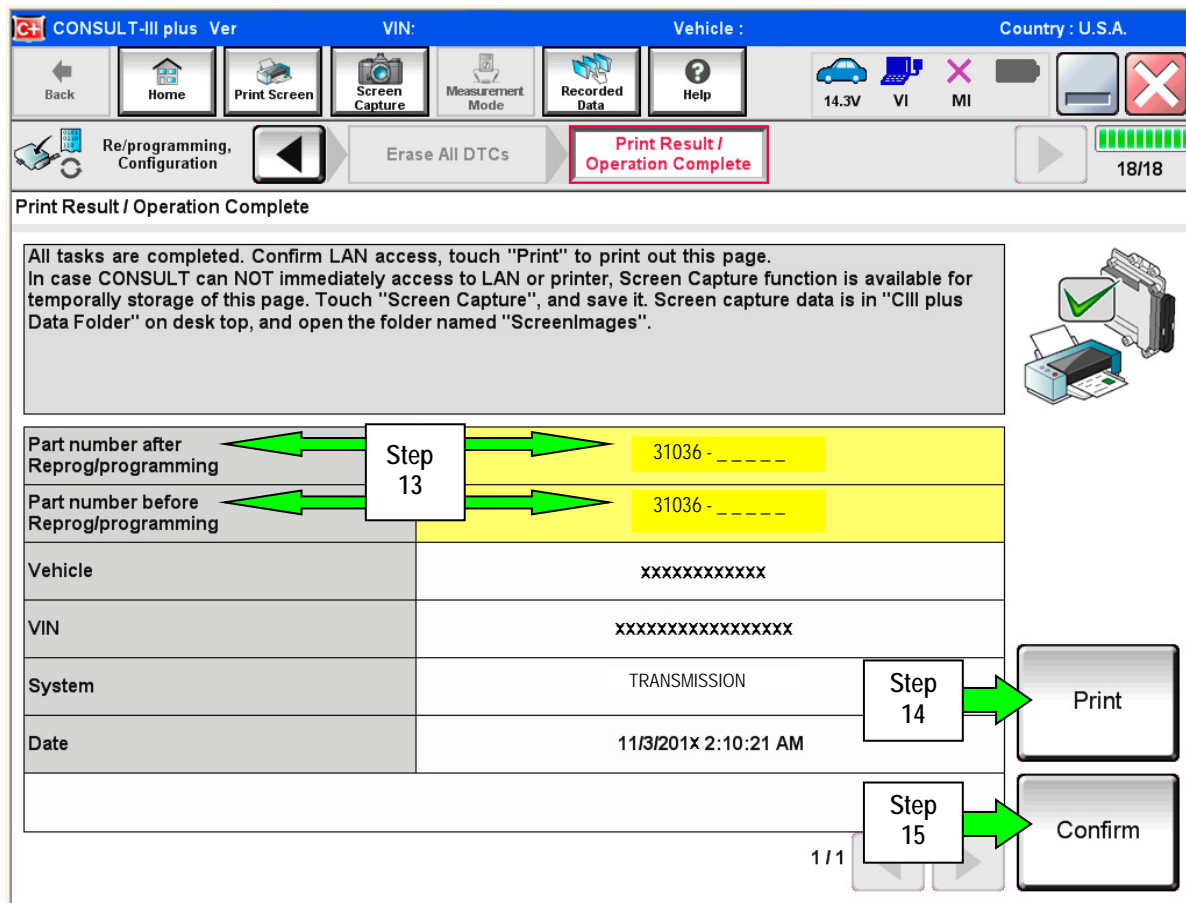 C+ CONSULT-III plus Ver VIN: Vehicle : Country : U.S.A.
Back
Home
Print Screen
Screen
Capture
Measurement
Mode
Recorded
Data
Help
14.3V VI MI
Re/programming,
Configuration
Erase All DTCs
Print Result /
Operation Complete
18/18
Print Result / Operation Complete
All tasks are completed. Confirm LAN access, touch "Print" to print out this page.
In case CONSULT can NOT immediately access to LAN or printer, Screen Capture function is available for
temporally storage of this page. Touch "Screen Capture", and save it. Screen capture data is in "CIII plus
Data Folder" on desk top, and open the folder named "ScreenImages".
Part number after
Reprog/programming
31036 - _ _ _ _ _
Step
13
Part number before
Reprog/programming
31036 - _ _ _ _ _
Vehicle
xxxxxxxxxxxx
VIN
xxxxxxxxxxxxxxxxx
System
TRANSMISSION
Step
14
Print
Date
11/3/201x 2:10:21 AM
Step
15
Confirm
1/1